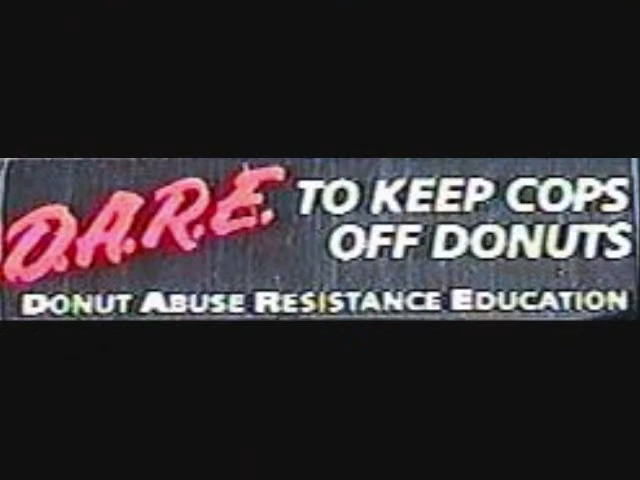 D.A.R.E. TO KEEP COPS
OFF DONUTS
DONUT ABUSE RESISTANCE EDUCATION